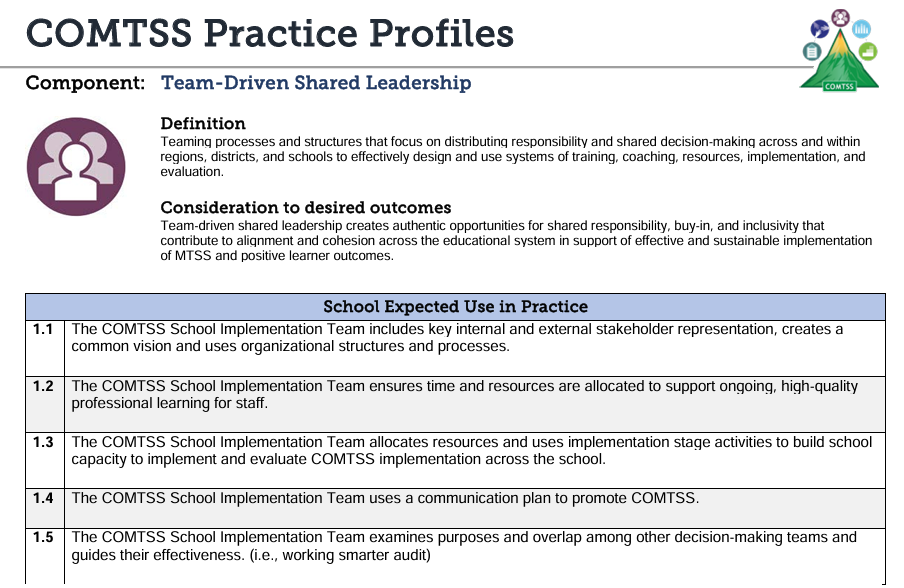 COMTSS Practice Profiles
COMTSS
Component: Team-Driven Shared Leadership
Definition
Teaming processes and structures that focus on distributing responsibility and shared decision-making across and within
regions, districts, and schools to effectively design and use systems of training, coaching, resources, implementation, and
evaluation.
Consideration to desired outcomes
Team-driven shared leadership creates authentic opportunities for shared responsibility, buy-in, and inclusivity that
contribute to alignment and cohesion across the educational system in support of effective and sustainable implementation
of MTSS and positive learner outcomes.
School Expected Use in Practice
1.1 The COMTSS School Implementation Team includes key internal and external stakeholder representation, creates a
common vision and uses organizational structures and processes.
1.2 The COMTSS School Implementation Team ensures time and resources are allocated to support ongoing, high-quality
professional learning for staff.
1.3 The COMTSS School Implementation Team allocates resources and uses implementation stage activities to build school
capacity to implement and evaluate COMTSS implementation across the school.
1.4 The COMTSS School Implementation Team uses a communication plan to promote COMTSS.
1.5 The COMTSS School Implementation Team examines purposes and overlap among other decision-making teams and
guides their effectiveness. (i.e., working smarter audit)